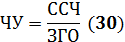 ЧУ = ССЧ / ЗГО (30)